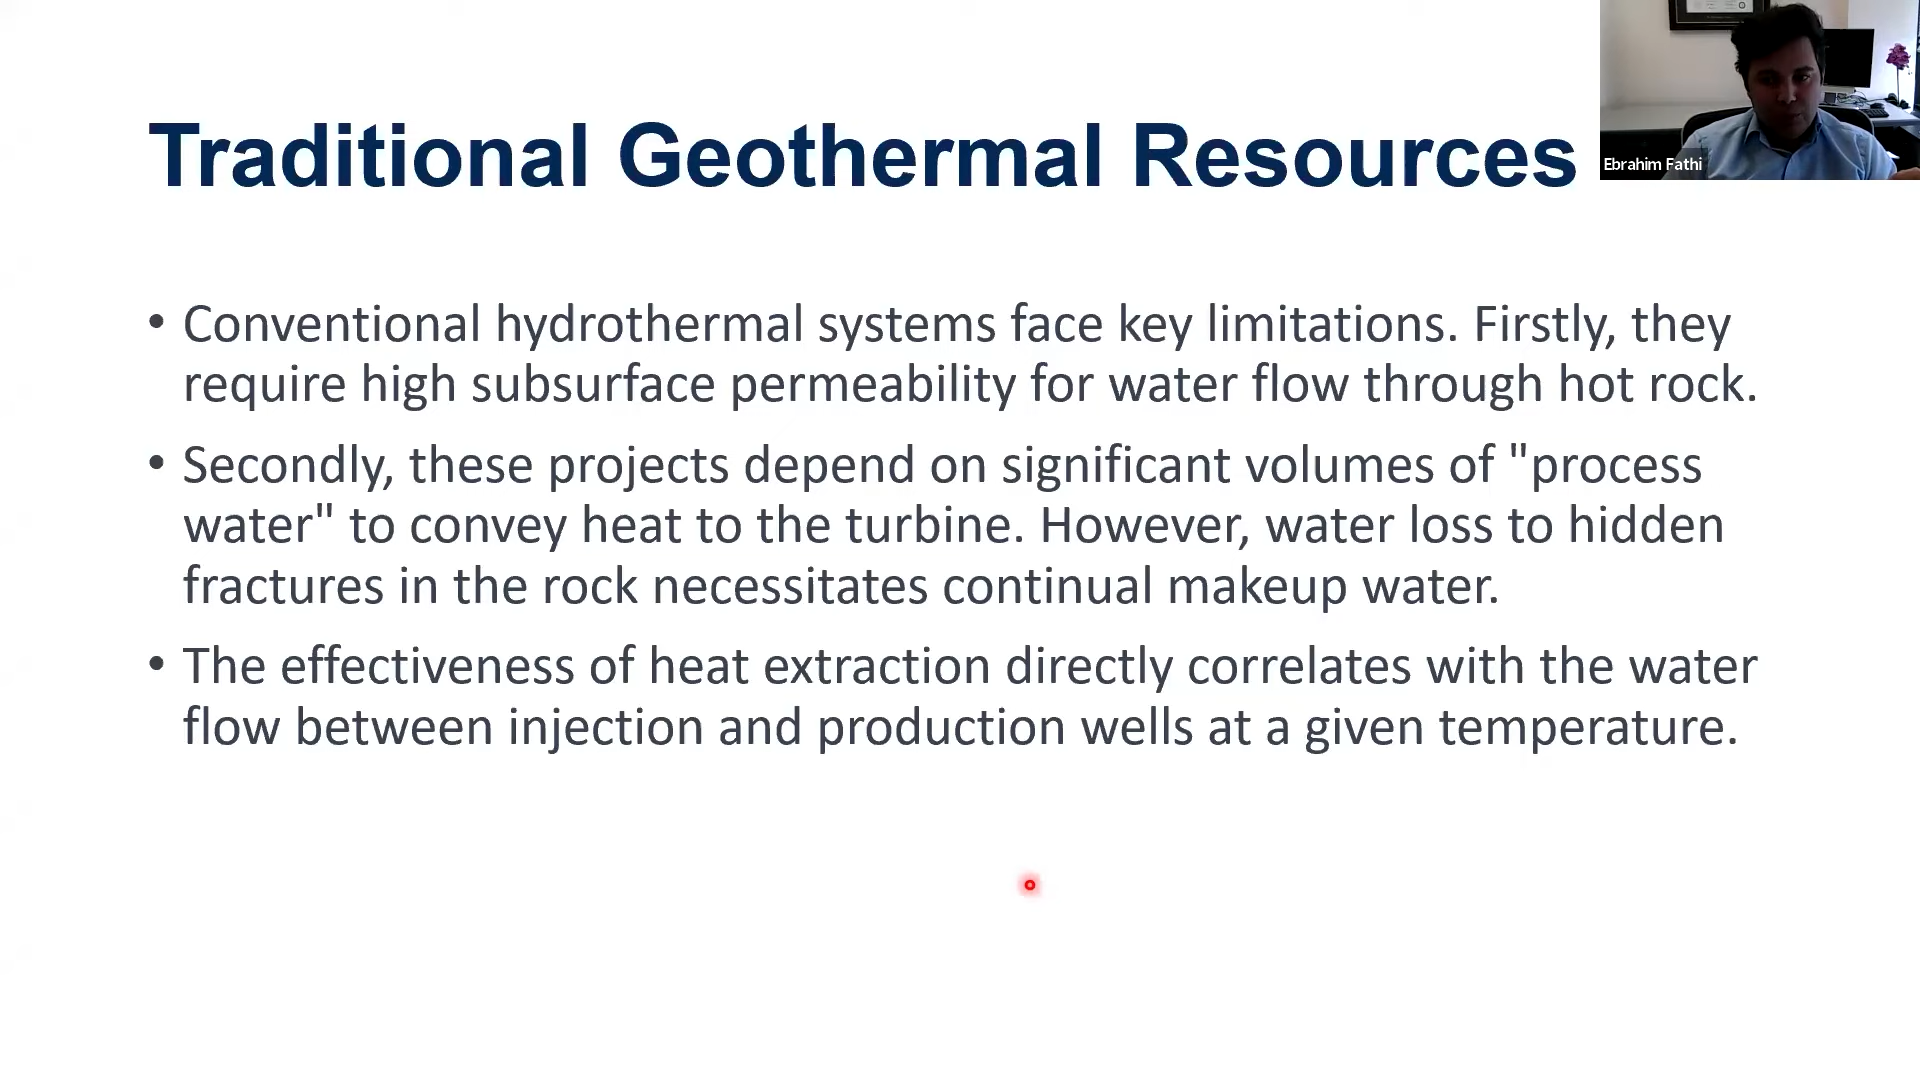 Traditional Geothermal Resources
Ebrahim Fathi
• Conventional hydrothermal systems face key limitations. Firstly, they
require high subsurface permeability for water flow through hot rock.
• Secondly, these projects depend on significant volumes of "process
water" to convey heat to the turbine. However, water loss to hidden
fractures in the rock necessitates continual makeup water.
• The effectiveness of heat extraction directly correlates with the water
flow between injection and production wells at a given temperature.